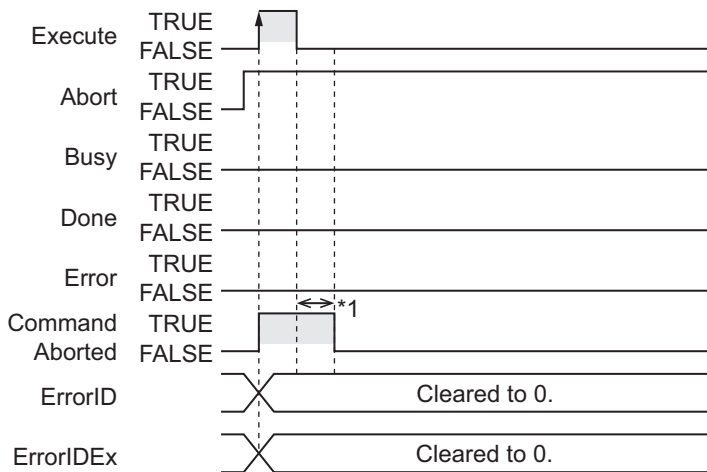 Execute TRUE
FALSE
Abort TRUE
FALSE
Busy TRUE
FALSE
Done TRUE
FALSE
Error TRUE
FALSE
*1
Command TRUE
Aborted FALSE
ErrorID Cleared to 0.
ErrorIDEx Cleared to 0.